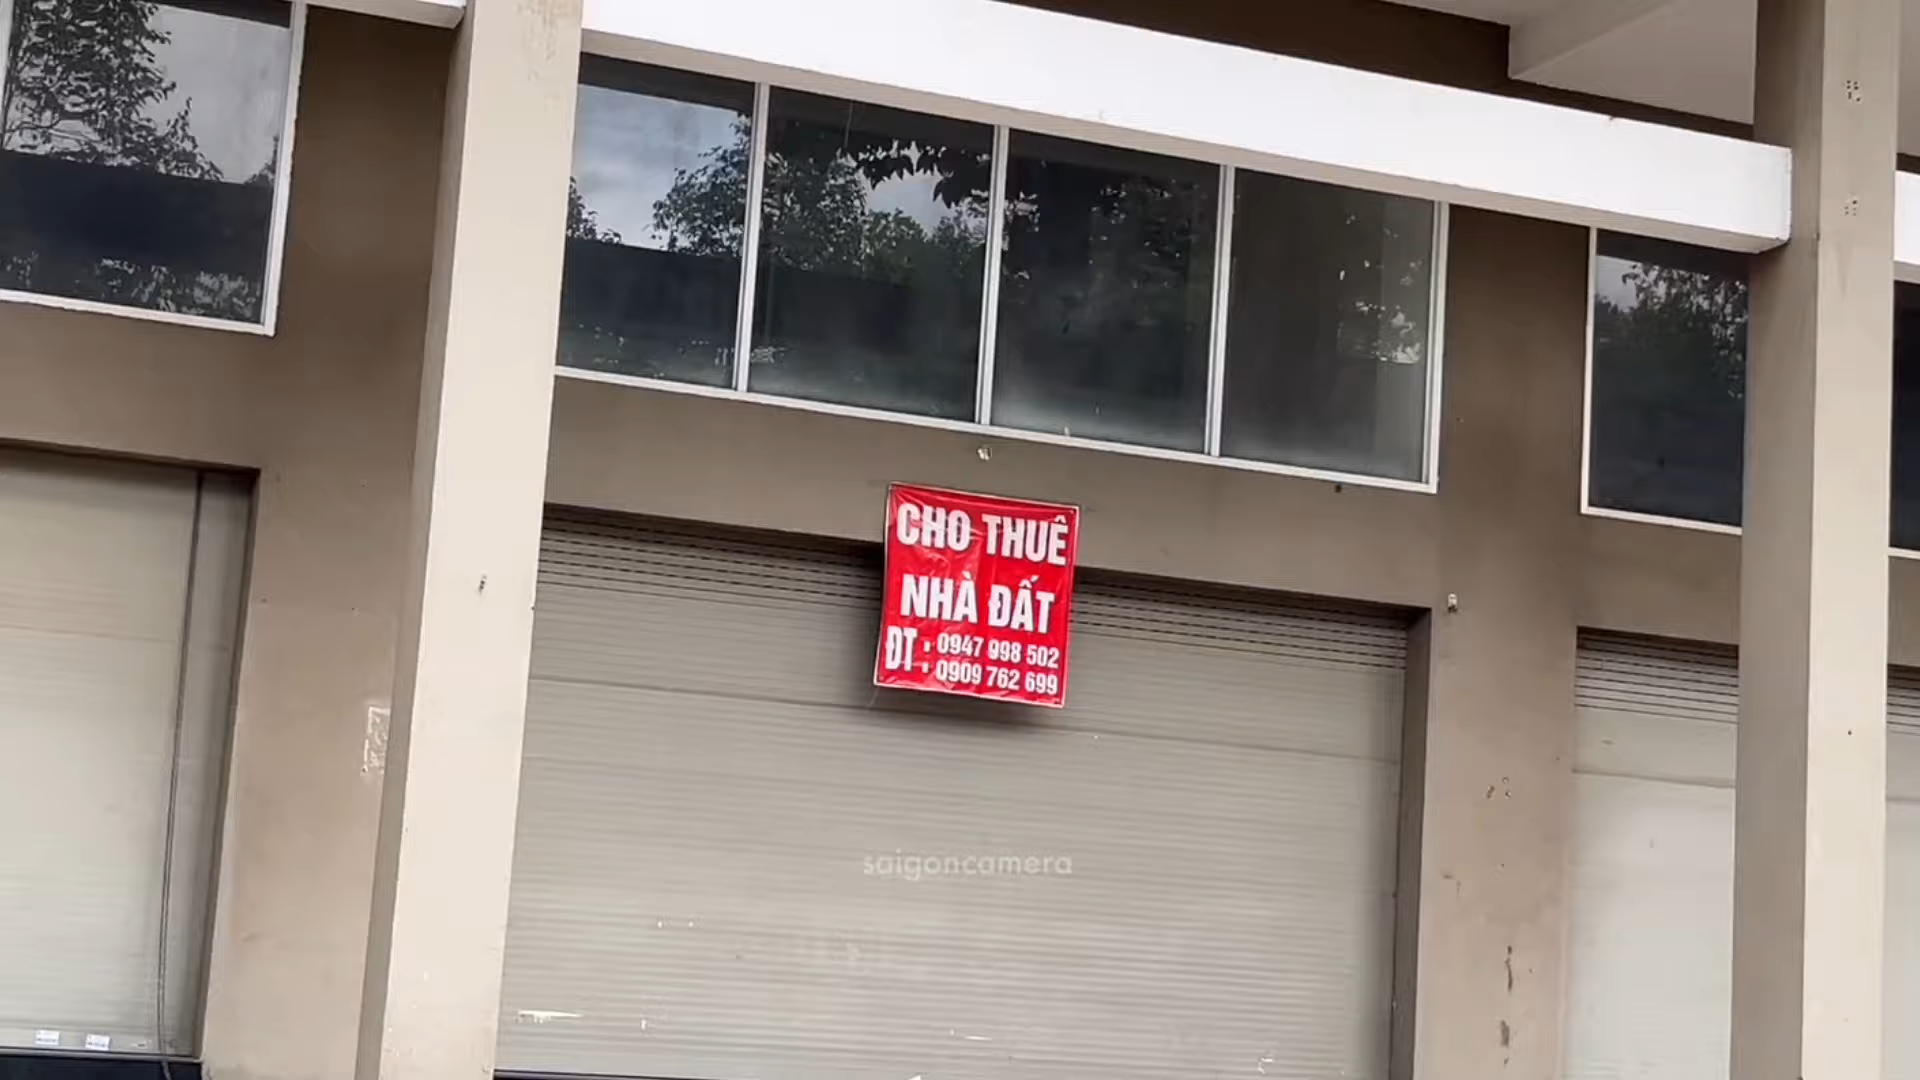 CHO THUÊ
NHÀ ĐẤT
ĐT : 0947 998 502
: 0909 762 699
saigoncamera